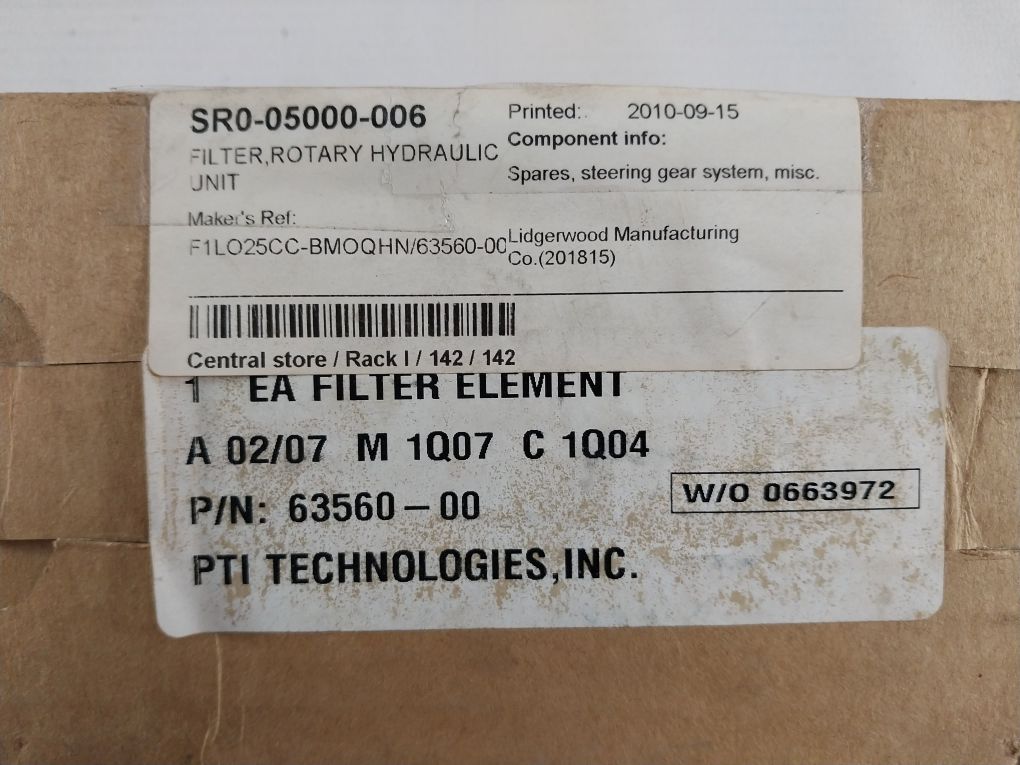 SR0-05000-006
FILTER,ROTARY HYDRAULIC
UNIT
Printed: 2010-09-15
Component info:
Spares, steering gear system, misc.
Maker's Ref:
F1LO25CC-BMOQHN/63560-00
Lidgerwood Manufacturing
Co.(201815)
Central store / Rack I / 142 / 142
1 EA FILTER ELEMENT
A 02/07 M 1Q07 C 1Q04
P/N: 63560-00
W/O 0663972
PTI TECHNOLOGIES,INC.